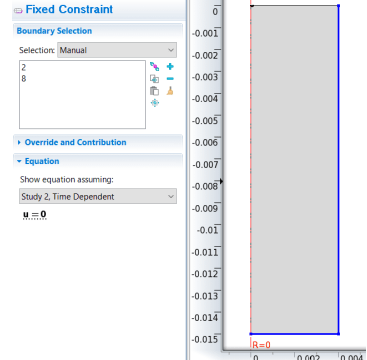 Fixed Constraint
Boundary Selection
Selection: Manual
2
8
Override and Contribution
Equation
Show equation assuming:
Study 2, Time Dependent
u = 0
0
-0.001
-0.002
-0.003
-0.004
-0.005
-0.006
-0.007
-0.008
-0.009
-0.01
-0.011
-0.012
-0.013
-0.014
-0.015
R=0
0 0.002 0.004